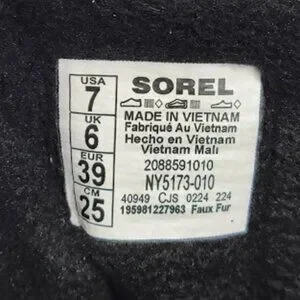 USA
7
UK
6
EUR
39
CM
25
SOREL
MADE IN VIETNAM
Fabriqué Au Vietnam
Hecho en Vietnam
Vietnam Malı
2088591010
NY5173-010
40949 CJS 0224 224
195981227963 Faux Fur